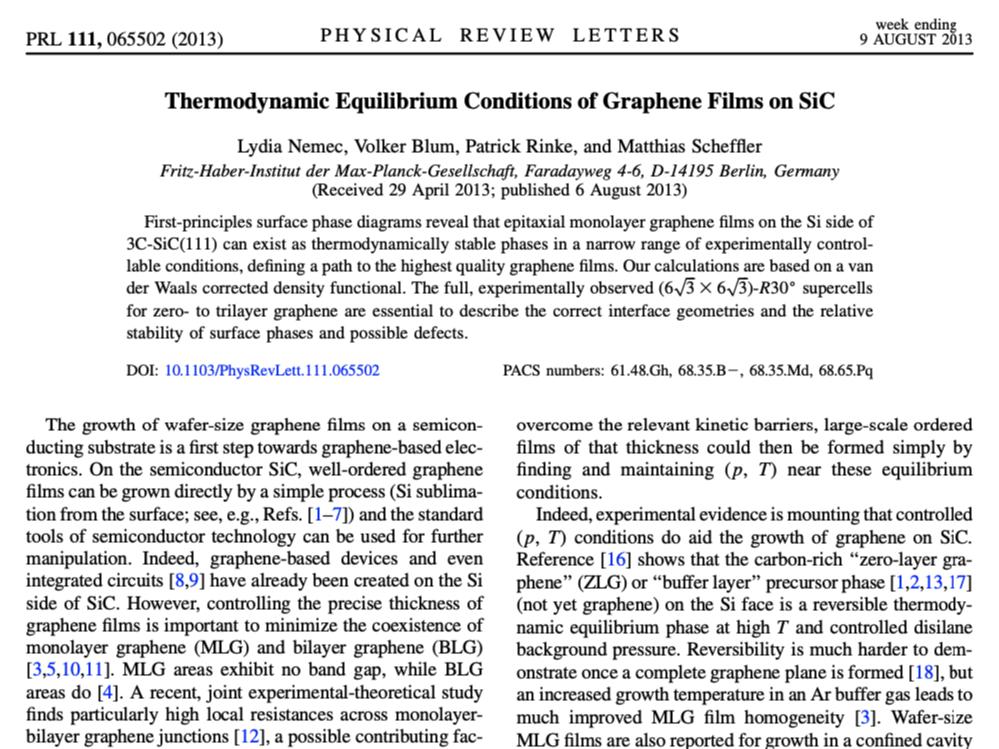 PRL 111, 065502 (2013)
PHYSICAL REVIEW LETTERS
week ending
9 AUGUST 2013
Thermodynamic Equilibrium Conditions of Graphene Films on SiC
Lydia Nemec, Volker Blum, Patrick Rinke, and Matthias Scheffler
Fritz-Haber-Institut der Max-Planck-Gesellschaft, Faradayweg 4-6, D-14195 Berlin, Germany
(Received 29 April 2013; published 6 August 2013)
First-principles surface phase diagrams reveal that epitaxial monolayer graphene films on the Si side of
3C-SiC(111) can exist as thermodynamically stable phases in a narrow range of experimentally control-
lable conditions, defining a path to the highest quality graphene films. Our calculations are based on a van
der Waals corrected density functional. The full, experimentally observed (6√3 × 6√3)-R30° supercells
for zero- to trilayer graphene are essential to describe the correct interface geometries and the relative
stability of surface phases and possible defects.
DOI: 10.1103/PhysRevLett.111.065502
PACS numbers: 61.48.Gh, 68.35.B−, 68.35.Md, 68.65.Pq
The growth of wafer-size graphene films on a semicon-
ducting substrate is a first step towards graphene-based elec-
tronics. On the semiconductor SiC, well-ordered graphene
films can be grown directly by a simple process (Si sublima-
tion from the surface; see, e.g., Refs. [1–7]) and the standard
tools of semiconductor technology can be used for further
manipulation. Indeed, graphene-based devices and even
integrated circuits [8,9] have already been created on the Si
side of SiC. However, controlling the precise thickness of
graphene films is important to minimize the coexistence of
monolayer graphene (MLG) and bilayer graphene (BLG)
[3,5,10,11]. MLG areas exhibit no band gap, while BLG
areas do [4]. A recent, joint experimental-theoretical study
finds particularly high local resistances across monolayer-
bilayer graphene junctions [12], a possible contributing fac-
overcome the relevant kinetic barriers, large-scale ordered
films of that thickness could then be formed simply by
finding and maintaining (p, T) near these equilibrium
conditions.
Indeed, experimental evidence is mounting that controlled
(p, T) conditions do aid the growth of graphene on SiC.
Reference [16] shows that the carbon-rich “zero-layer gra-
phene” (ZLG) or “buffer layer” precursor phase [1,2,13,17]
(not yet graphene) on the Si face is a reversible thermody-
namic equilibrium phase at high T and controlled disilane
background pressure. Reversibility is much harder to dem-
onstrate once a complete graphene plane is formed [18], but
an increased growth temperature in an Ar buffer gas leads to
much improved MLG film homogeneity [3]. Wafer-size
MLG films are also reported for growth in a confined cavity